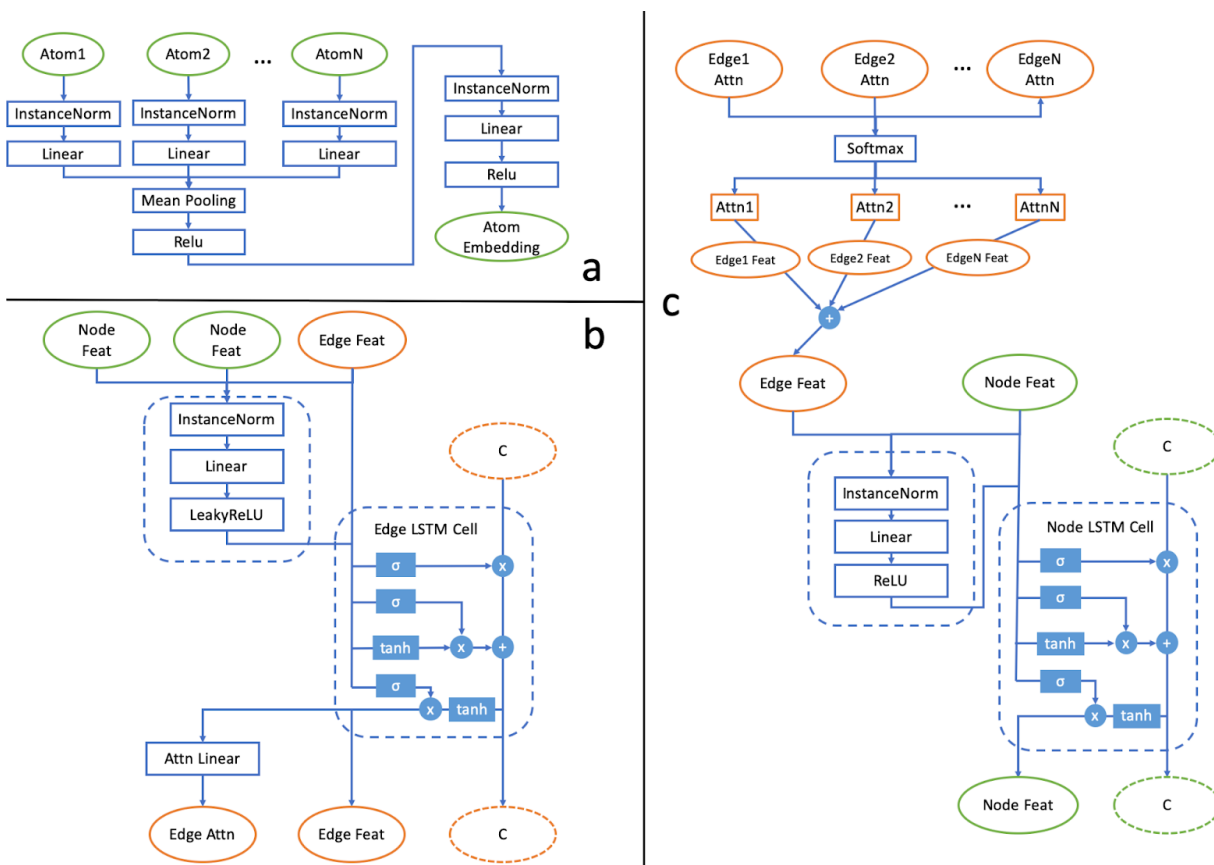 Atom1
Atom2
...
AtomN
InstanceNorm
InstanceNorm
InstanceNorm
Linear
Linear
Linear
Mean Pooling
Relu
InstanceNorm
Linear
Relu
Atom
Embedding
a
Node
Feat
Node
Feat
Edge Feat
b
InstanceNorm
Linear
LeakyReLU
C
Edge LSTM Cell
σ
x
σ
tanh
x
+
σ
x
tanh
Attn Linear
Edge Attn
Edge Feat
C
Edge1
Attn
Edge2
Attn
...
EdgeN
Attn
Softmax
Attn1
Attn2
...
AttnN
Edge1 Feat
Edge2 Feat
EdgeN Feat
c
+
Edge Feat
Node Feat
C
InstanceNorm
Linear
ReLU
Node LSTM Cell
σ
x
σ
tanh
x
+
σ
x
tanh
Node Feat
C